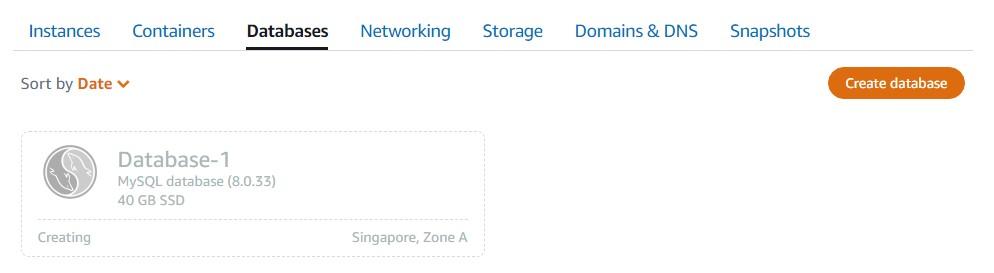 Instances Containers Databases Networking Storage Domains & DNS Snapshots
Sort by Date Create database
Database-1
MySQL database (8.0.33)
40 GB SSD
Creating Singapore, Zone A